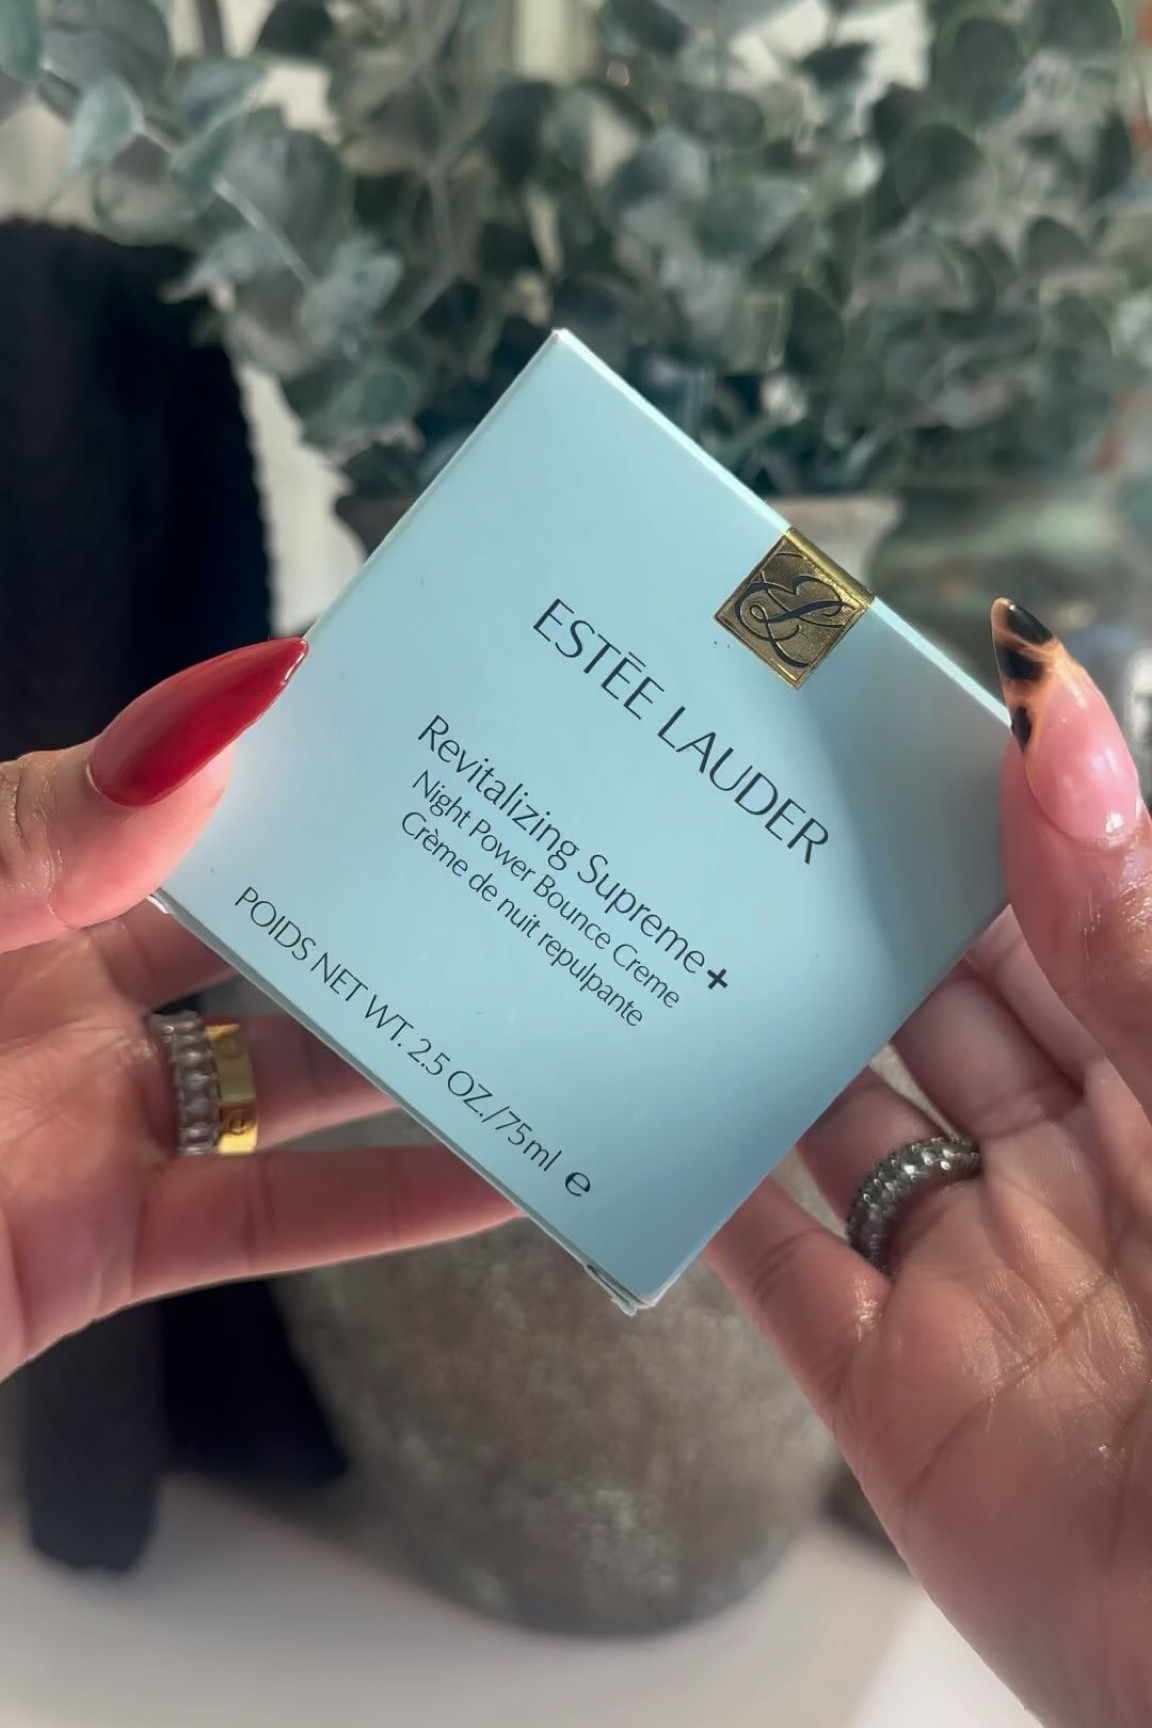 EL
ESTĒE LAUDER
Revitalizing Supreme+
Night Power Bounce Creme
Crème de nuit repulpante
POIDS NET WT. 2.5 OZ./75ml ℮